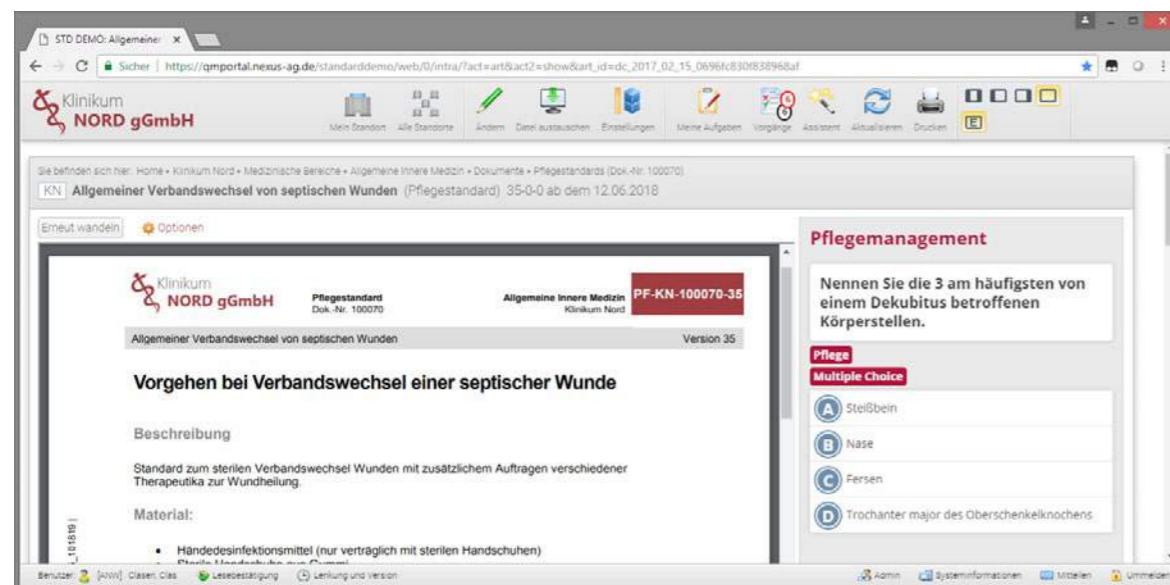 STD DEMO: Allgemeiner
Sicher | https://qmportal.nexus-ag.de/standarddemo/web/0/intra/?act=art&act2=show&art_id=dc_2017_02_15_0696fc830f838968af
Klinikum
NORD gGmbH
Mein Standort Alle Standorte Ändern Datei austauschen Einstellungen Meine Aufgaben Vorgänge Assistent Aktualisieren Drucken
E
Sie befinden sich hier: Home • Klinikum Nord • Medizinische Bereiche • Allgemeine Innere Medizin • Dokumente • Pflegestandards (Dok.-Nr. 100070)
KN Allgemeiner Verbandswechsel von septischen Wunden (Pflegestandard) 35-0-0 ab dem 12.06.2018
Erneut wandeln Optionen
Klinikum
NORD gGmbH
Pflegestandard
Dok.-Nr. 100070
Allgemeine Innere Medizin
Klinikum Nord
PF-KN-100070-35
Allgemeiner Verbandswechsel von septischen Wunden Version 35
Vorgehen bei Verbandswechsel einer septischer Wunde
Beschreibung
Standard zum sterilen Verbandswechsel Wunden mit zusätzlichem Auftragen verschiedener
Therapeutika zur Wundheilung.
Material:
• Händedesinfektionsmittel (nur verträglich mit sterilen Handschuhen)
• Sterile Handschuhe aus Gummi
_101819 |
Pflegemanagement
Nennen Sie die 3 am häufigsten von
einem Dekubitus betroffenen
Körperstellen.
Pflege
Multiple Choice
A Steißbein
B Nase
C Fersen
D Trochanter major des Oberschenkelknochens
Benutzer: [ANW] Clasen, Clas Lesebestätigung Lenkung und Version Admin Systeminformationen Mitteilen Ummelden